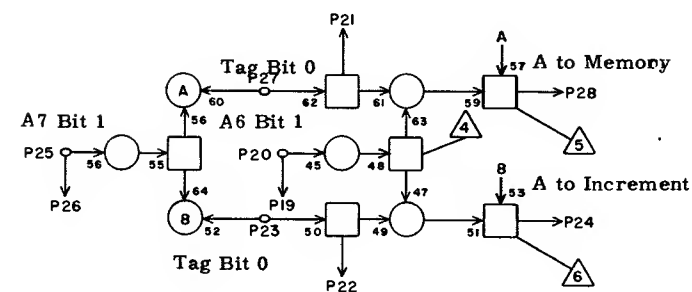 P21
A
Tag Bit 0
57 A to Memory
P27
A
60
62
61
59
P28
56
63
A7 Bit 1
A6 Bit 1
4
5
P25
56
55
P20
45
48
64
47
8
53 A to Increment
P26
P19
B
52
P23
50
49
51
P24
Tag Bit 0
6
P22